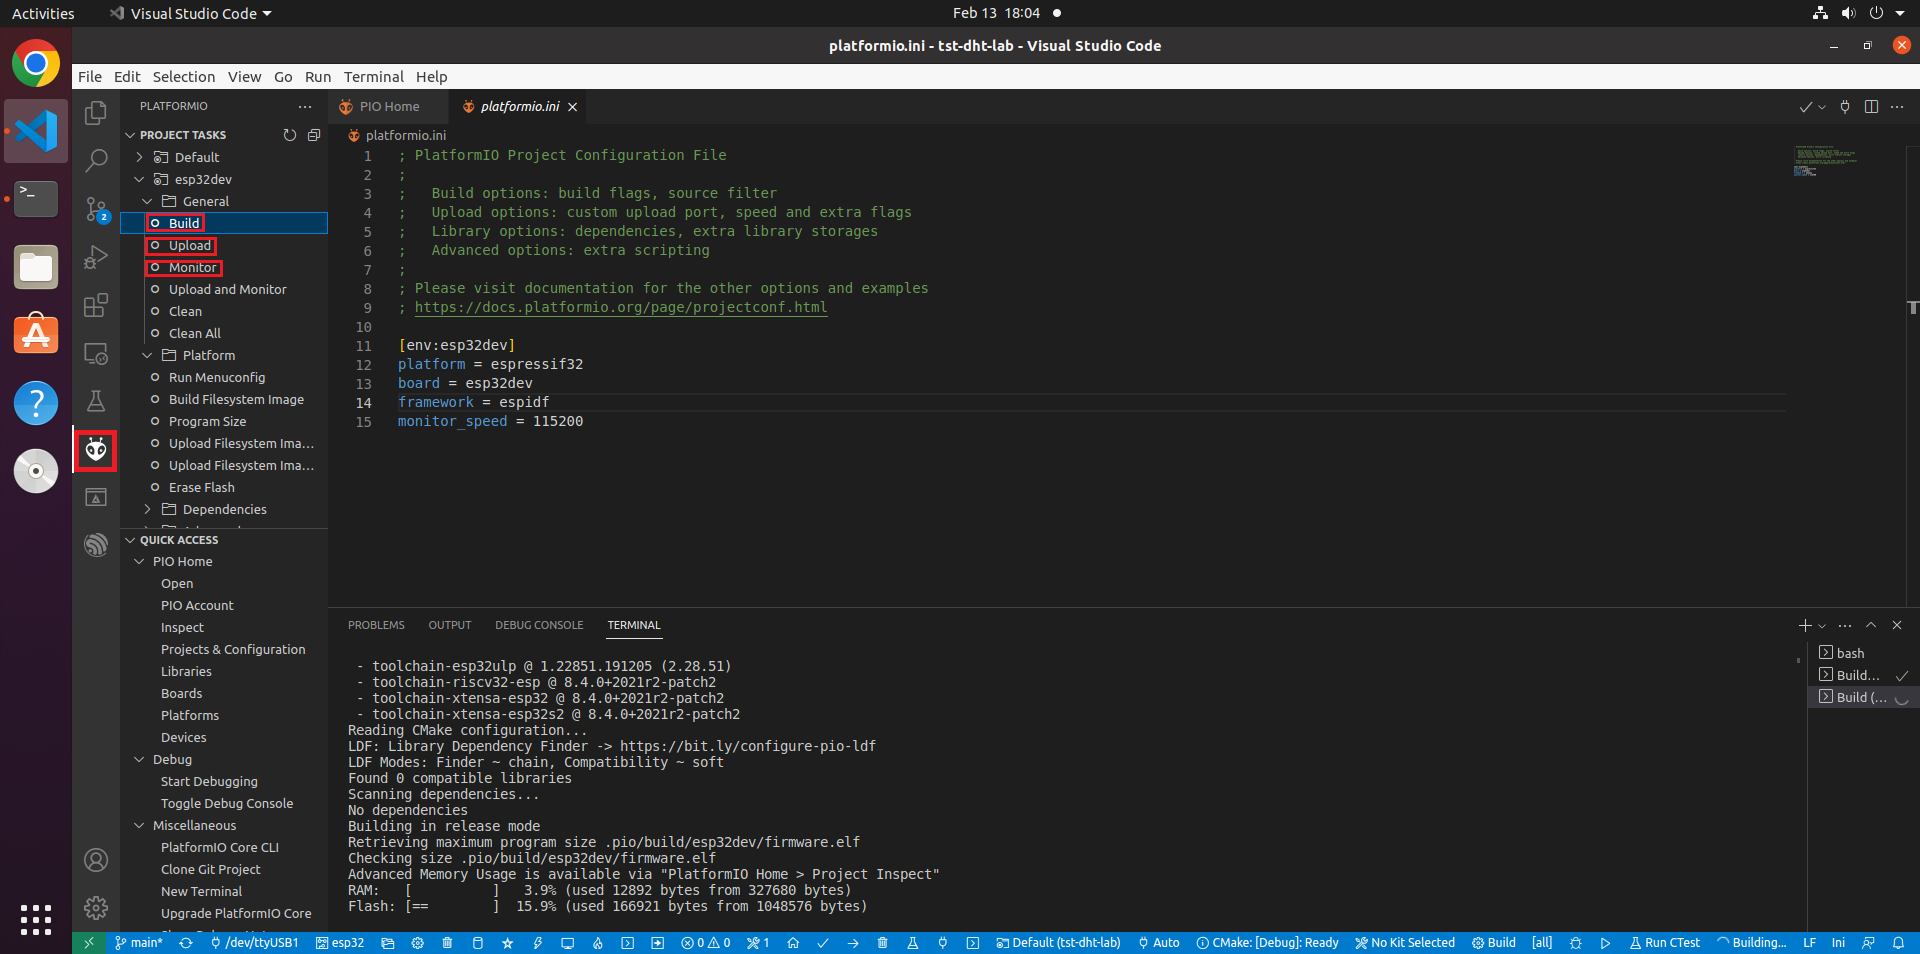 Activities
Visual Studio Code
Feb 13 18:04
platformio.ini - tst-dht-lab - Visual Studio Code
File Edit Selection View Go Run Terminal Help
PLATFORMIO
PROJECT TASKS
Default
esp32dev
General
Build
Upload
Monitor
Upload and Monitor
Clean
Clean All
Platform
Run Menuconfig
Build Filesystem Image
Program Size
Upload Filesystem Ima...
Upload Filesystem Ima...
Erase Flash
Dependencies
QUICK ACCESS
PIO Home
Open
PIO Account
Inspect
Projects & Configuration
Libraries
Boards
Platforms
Devices
Debug
Start Debugging
Toggle Debug Console
Miscellaneous
PlatformIO Core CLI
Clone Git Project
New Terminal
Upgrade PlatformIO Core
2
PIO Home
platformio.ini
platformio.ini
1 ; PlatformIO Project Configuration File
2 ;
3 ;   Build options: build flags, source filter
4 ;   Upload options: custom upload port, speed and extra flags
5 ;   Library options: dependencies, extra library storages
6 ;   Advanced options: extra scripting
7 ;
8 ; Please visit documentation for the other options and examples
9 ; https://docs.platformio.org/page/projectconf.html
10
11 [env:esp32dev]
12 platform = espressif32
13 board = esp32dev
14 framework = espidf
15 monitor_speed = 115200
PROBLEMS OUTPUT DEBUG CONSOLE TERMINAL
- toolchain-esp32ulp @ 1.22851.191205 (2.28.51)
- toolchain-riscv32-esp @ 8.4.0+2021r2-patch2
- toolchain-xtensa-esp32 @ 8.4.0+2021r2-patch2
- toolchain-xtensa-esp32s2 @ 8.4.0+2021r2-patch2
Reading CMake configuration...
LDF: Library Dependency Finder -> https://bit.ly/configure-pio-ldf
LDF Modes: Finder ~ chain, Compatibility ~ soft
Found 0 compatible libraries
Scanning dependencies...
No dependencies
Building in release mode
Retrieving maximum program size .pio/build/esp32dev/firmware.elf
Checking size .pio/build/esp32dev/firmware.elf
Advanced Memory Usage is available via "PlatformIO Home > Project Inspect"
RAM:   [          ]   3.9% (used 12892 bytes from 327680 bytes)
Flash: [==        ]  15.9% (used 166921 bytes from 1048576 bytes)
bash
Build...
Build (...
main* /dev/ttyUSB1 esp32 0 0 1 Default (tst-dht-lab) Auto CMake: [Debug]: Ready No Kit Selected Build [all] Run CTest Building... LF Ini